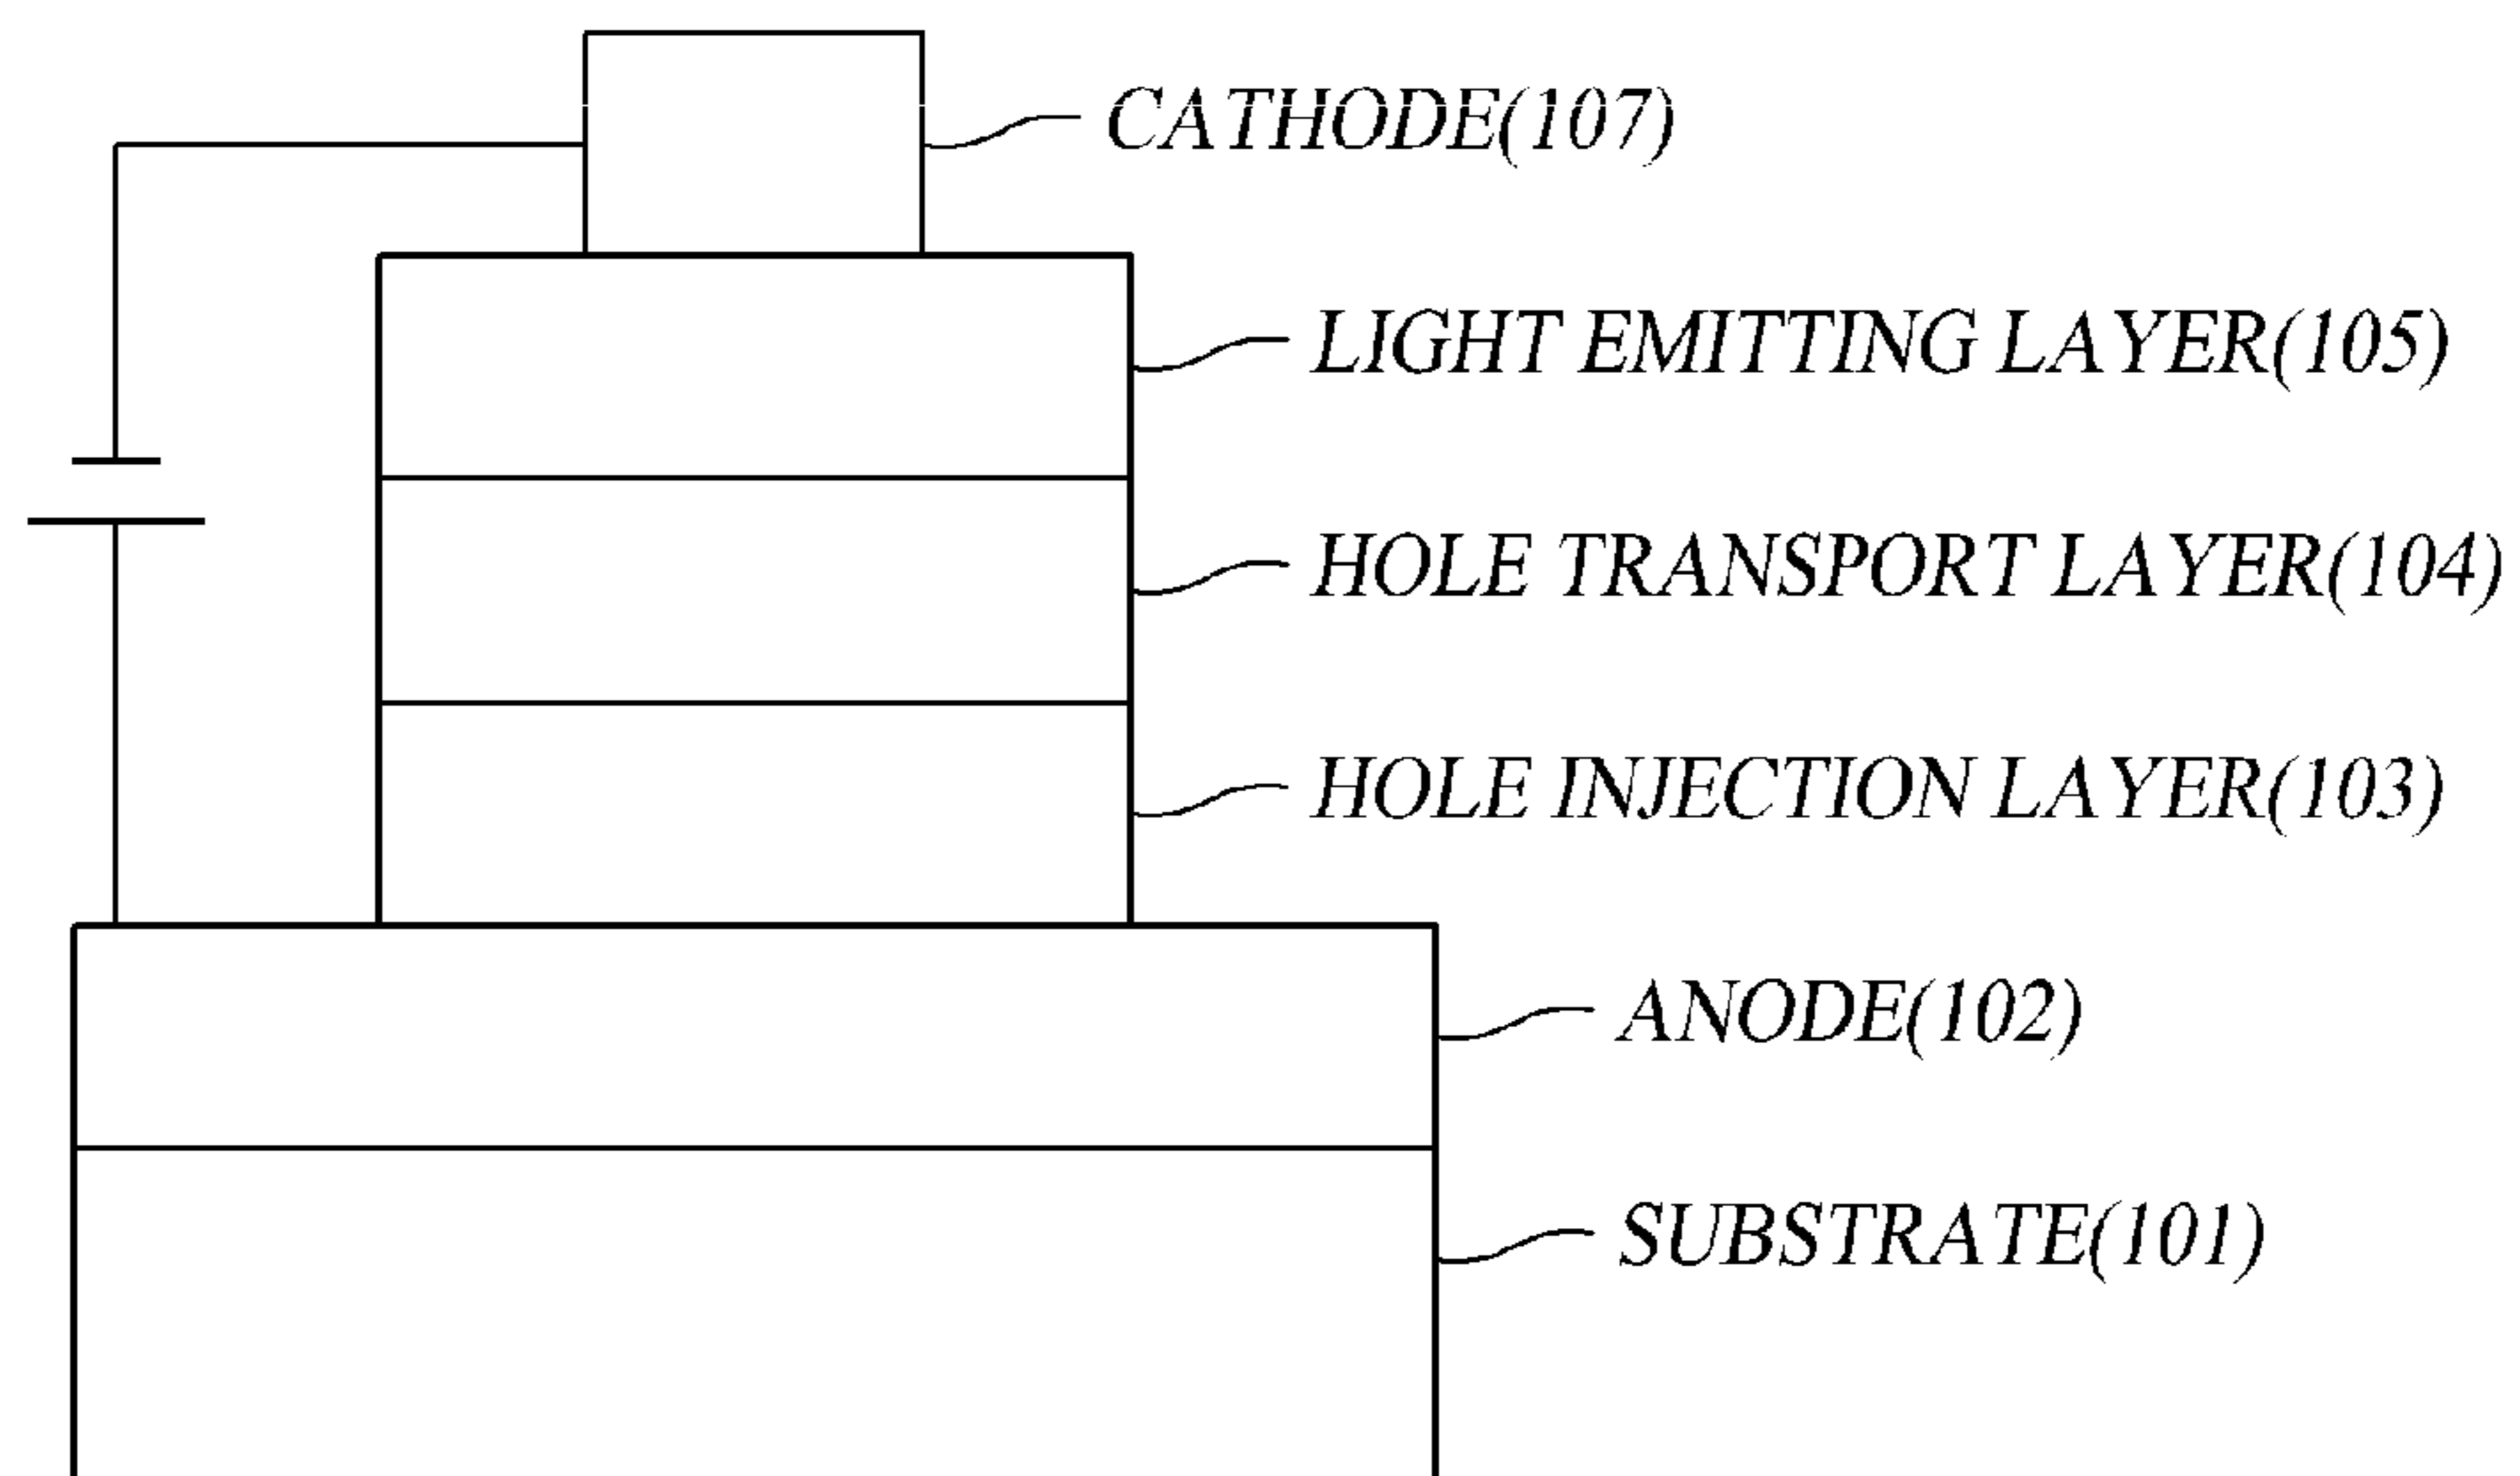 CATHODE(107)
LIGHT EMITTING LAYER(105)
HOLE TRANSPORT LAYER(104)
HOLE INJECTION LAYER(103)
ANODE(102)
SUBSTRATE(101)